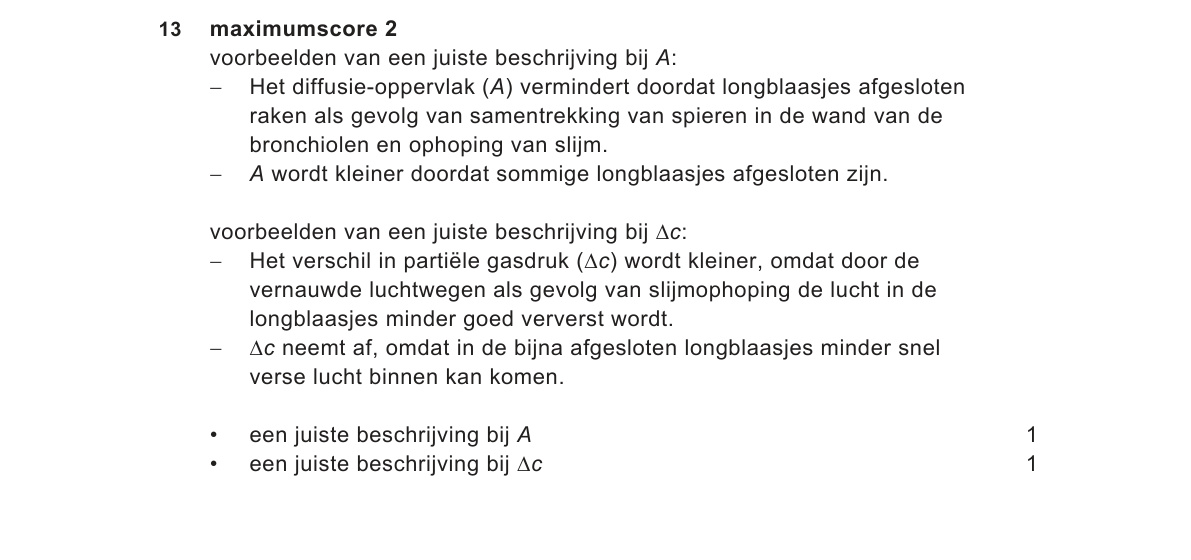 13 maximumscore 2
voorbeelden van een juiste beschrijving bij A:
– Het diffusie-oppervlak (A) vermindert doordat longblaasjes afgesloten
raken als gevolg van samentrekking van spieren in de wand van de
bronchiolen en ophoping van slijm.
– A wordt kleiner doordat sommige longblaasjes afgesloten zijn.
voorbeelden van een juiste beschrijving bij Δc:
– Het verschil in partiële gasdruk (Δc) wordt kleiner, omdat door de
vernauwde luchtwegen als gevolg van slijmophoping de lucht in de
longblaasjes minder goed ververst wordt.
– Δc neemt af, omdat in de bijna afgesloten longblaasjes minder snel
verse lucht binnen kan komen.
• een juiste beschrijving bij A 1
• een juiste beschrijving bij Δc 1